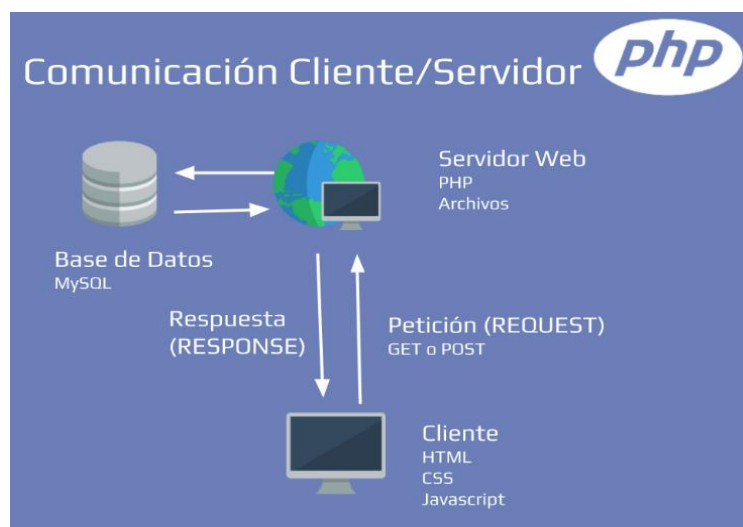 Comunicación Cliente/Servidor
php
Servidor Web
PHP
Archivos
Base de Datos
MySQL
Respuesta
(RESPONSE)
Petición (REQUEST)
GET o POST
Cliente
HTML
CSS
Javascript